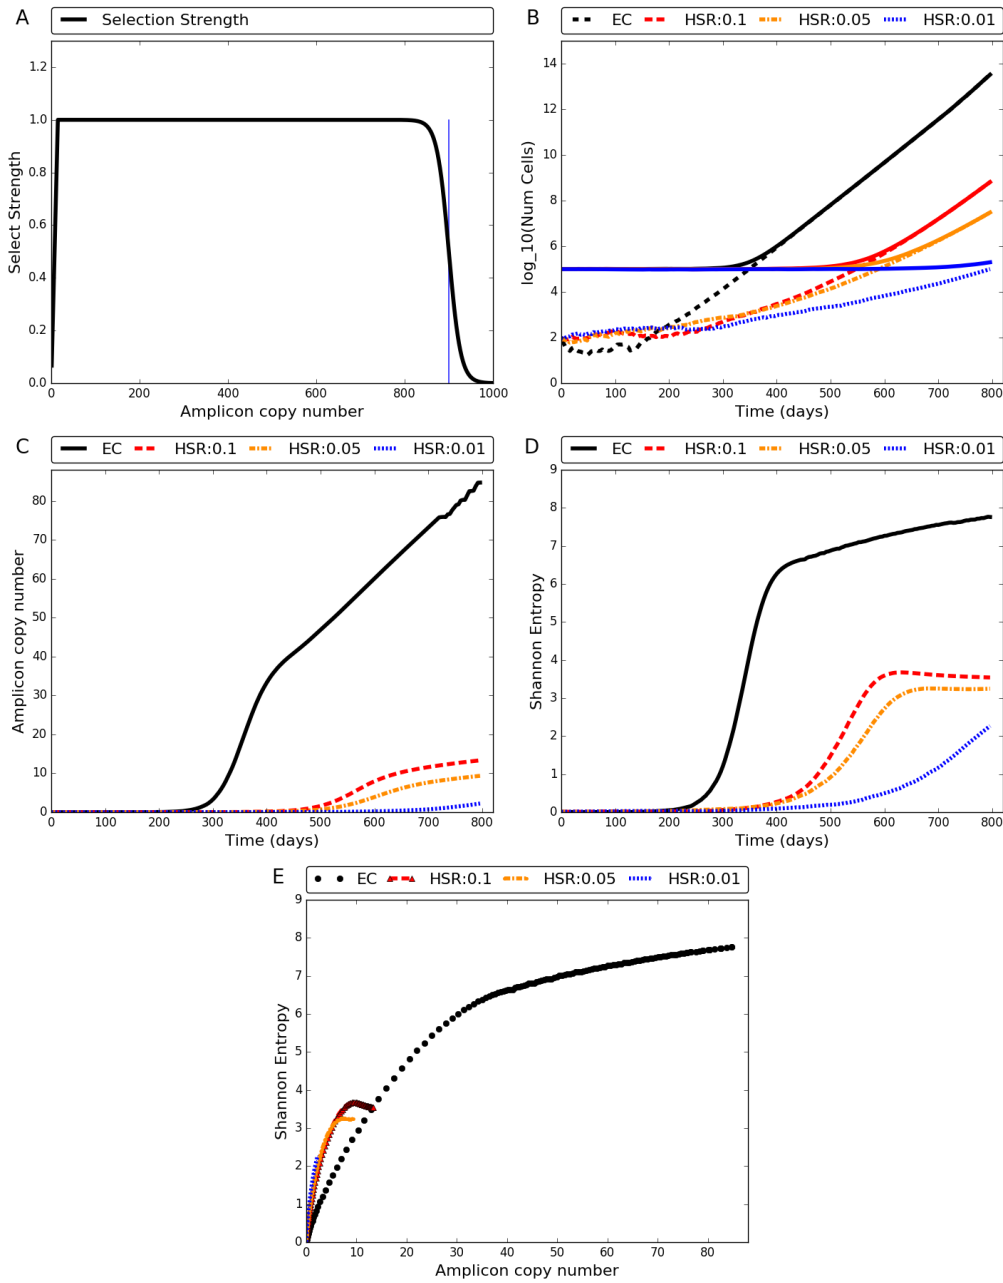 A
Selection Strength
1.2
1.0
0.8
0.6
0.4
0.2
0.0
Select Strength
0 200 400 600 800 1000
Amplicon copy number
B
EC HSR:0.1 HSR:0.05 HSR:0.01
14
12
10
8
6
4
2
0
log_10(Num Cells)
0 100 200 300 400 500 600 700 800
Time (days)
C
EC HSR:0.1 HSR:0.05 HSR:0.01
80
70
60
50
40
30
20
10
0
Amplicon copy number
0 100 200 300 400 500 600 700 800
Time (days)
D
EC HSR:0.1 HSR:0.05 HSR:0.01
9
8
7
6
5
4
3
2
1
0
Shannon Entropy
0 100 200 300 400 500 600 700 800
Time (days)
E
EC HSR:0.1 HSR:0.05 HSR:0.01
9
8
7
6
5
4
3
2
1
0
Shannon Entropy
0 10 20 30 40 50 60 70 80
Amplicon copy number